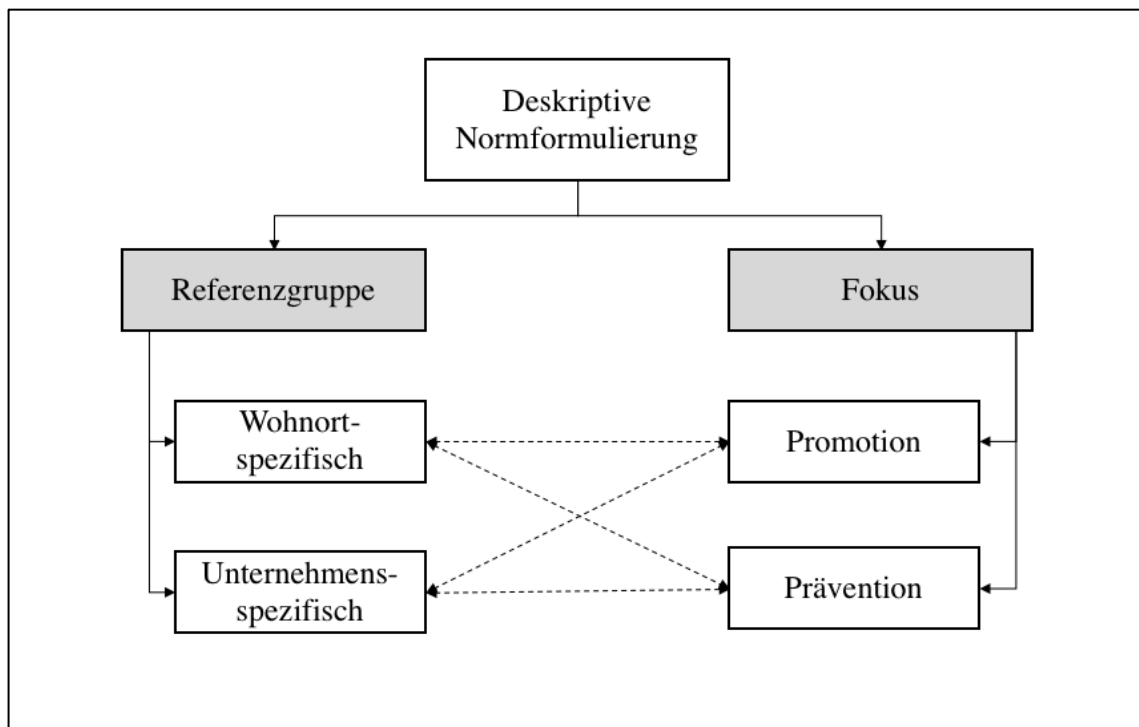 Deskriptive
Normformulierung
Referenzgruppe
Fokus
Wohnort-
spezifisch
Promotion
Unternehmens-
spezifisch
Prävention